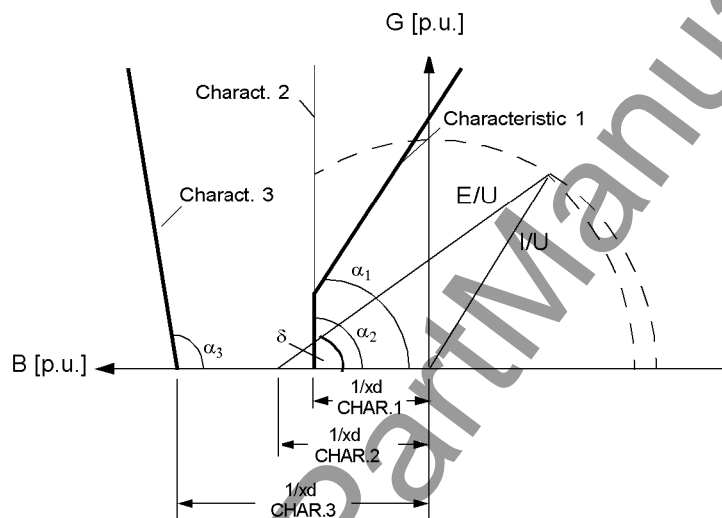 G [p.u.]
Charact. 2
Characteristic 1
E/U
I/U
Charact. 3
α1
α2
α3
δ
B [p.u.]
1/xd
CHAR.1
1/xd
CHAR.2
1/xd
CHAR.3
PartManu